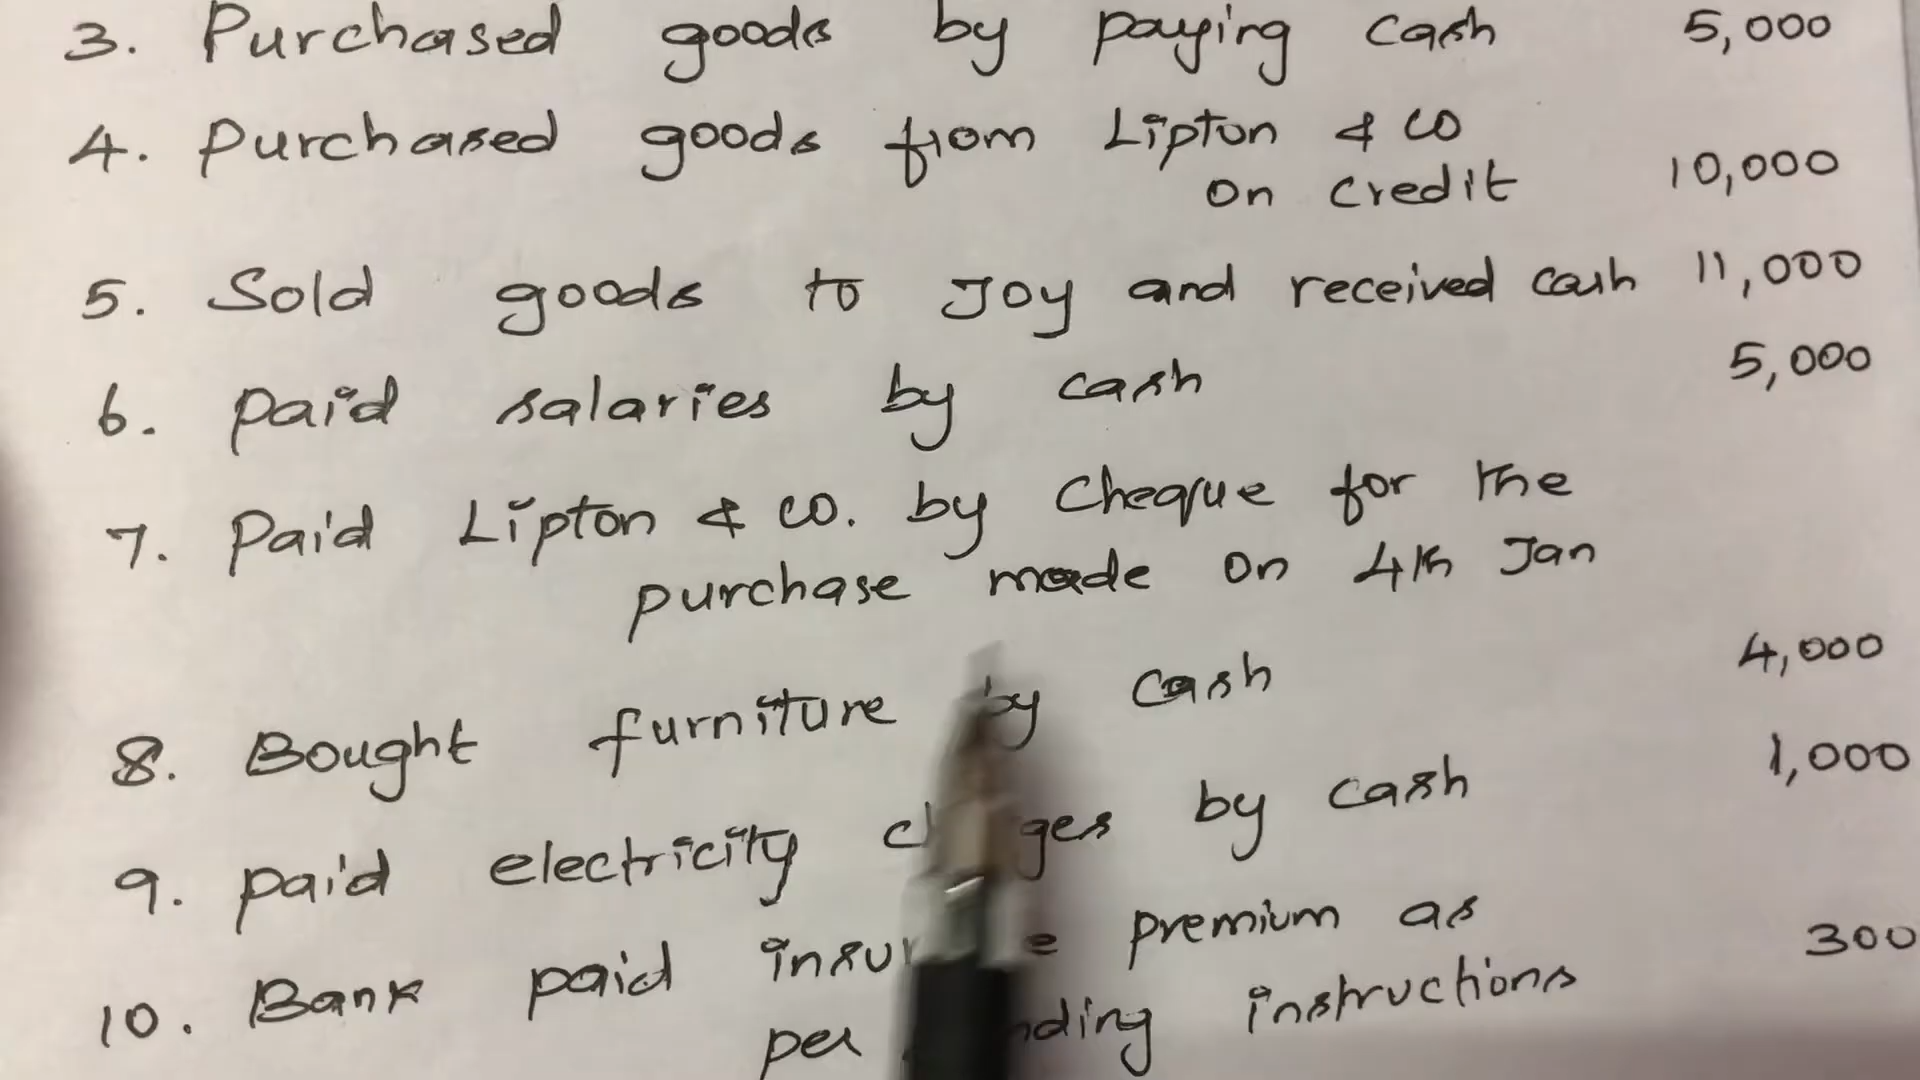 3. Purchased goods by paying cash 5,000
4. Purchased goods from Lipton & CO
on credit 10,000
5. Sold goods to Joy and received cash 11,000
6. paid salaries by cash 5,000
7. Paid Lipton & CO. by Cheque for the
purchase made on 4th Jan
8. Bought furniture by cash 4,000
9. paid electricity by cash 1,000
10. Bank paid premium as
per instructions 300